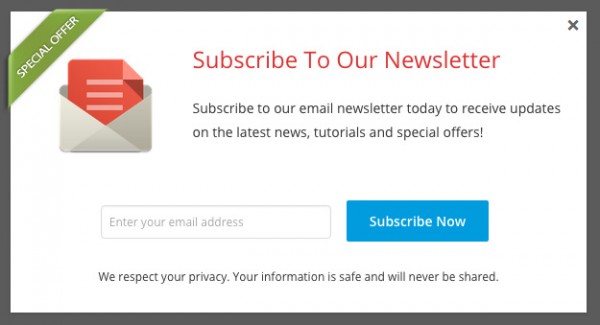 SPECIAL OFFER
Subscribe To Our Newsletter
Subscribe to our email newsletter today to receive updates
on the latest news, tutorials and special offers!
Enter your email address
Subscribe Now
We respect your privacy. Your information is safe and will never be shared.